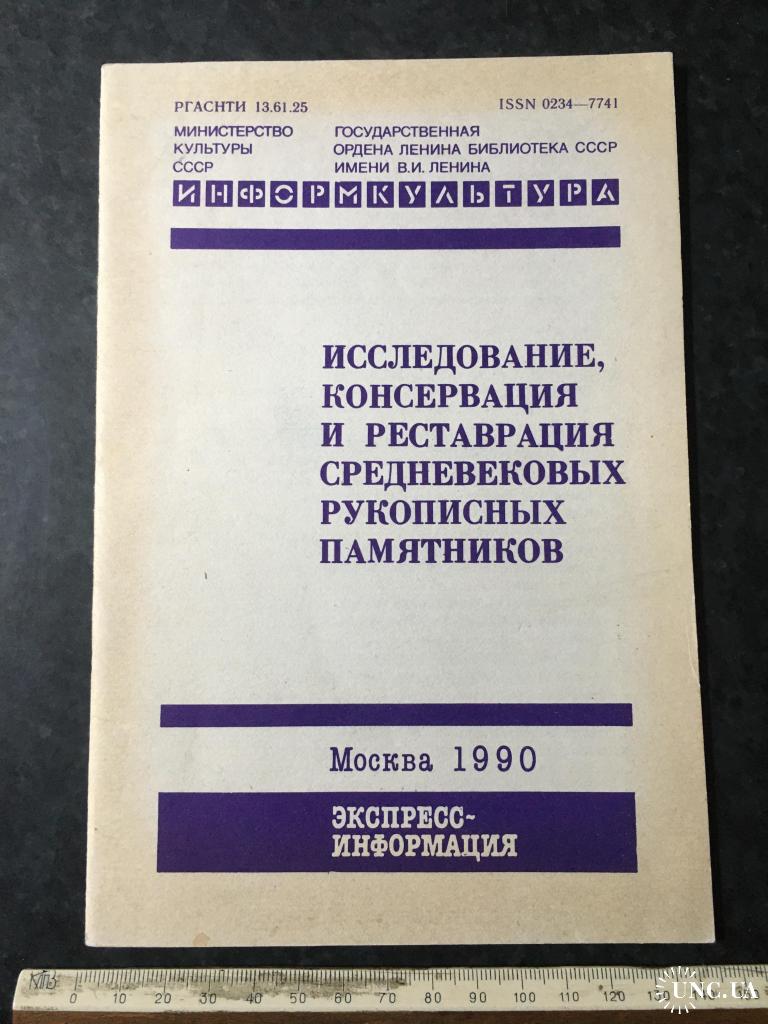 РГАСНТИ 13.61.25
ISSN 0234—7741
МИНИСТЕРСТВО
КУЛЬТУРЫ
СССР
ГОСУДАРСТВЕННАЯ
ОРДЕНА ЛЕНИНА БИБЛИОТЕКА СССР
ИМЕНИ В.И. ЛЕНИНА
ИНФОРМКУЛЬТУРА
ИССЛЕДОВАНИЕ,
КОНСЕРВАЦИЯ
И РЕСТАВРАЦИЯ
СРЕДНЕВЕКОВЫХ
РУКОПИСНЫХ
ПАМЯТНИКОВ
Москва 1990
ЭКСПРЕСС-
ИНФОРМАЦИЯ
0 10 20 30 40 50 60 70 80 90 100 110 120 130
UNC.UA